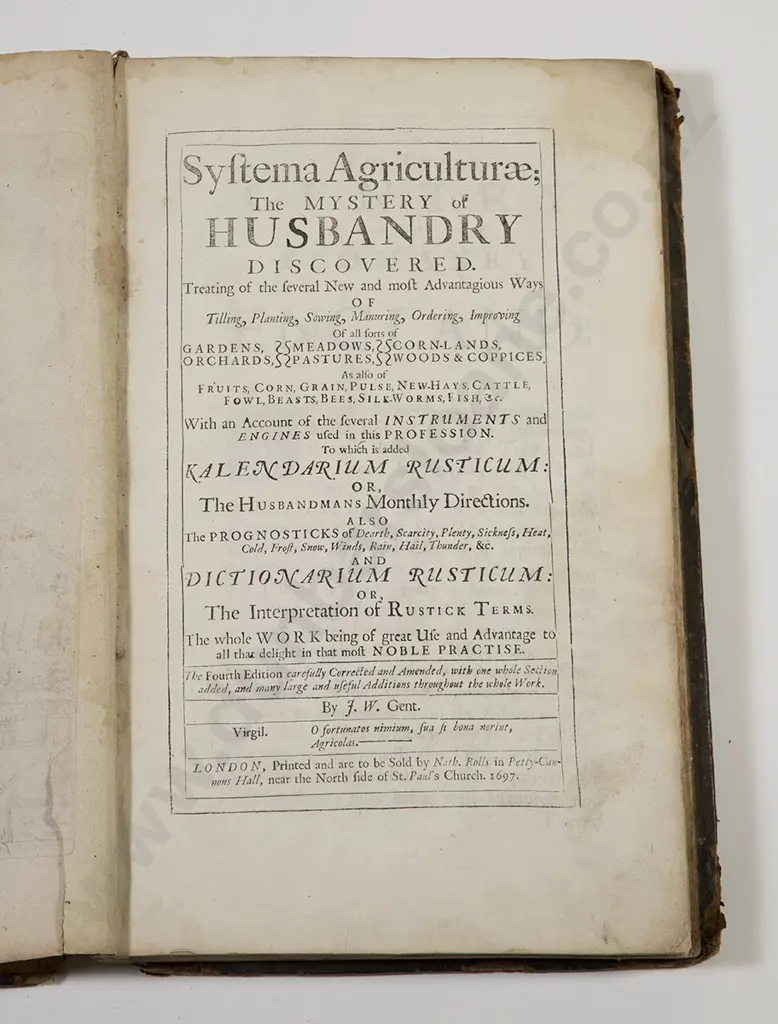 Syſtema Agriculturæ;
The MYSTERY of
HUSBANDRY
DISCOVERED.
Treating of the ſeveral New and moſt Advantagious Ways
OF
Tilling, Planting, Sowing, Manuring, Ordering, Improving
Of all ſorts of
GARDENS, MEADOWS, CORN-LANDS,
ORCHARDS, PASTURES, WOODS & COPPICES,
As alſo of
FRUITS, CORN, GRAIN, PULSE, NEW-HAYS, CATTLE,
FOWL, BEASTS, BEES, SILK-WORMS, FISH, &c.
With an Account of the ſeveral INSTRUMENTS and
ENGINES uſed in this PROFESSION.
To which is added
KALENDARIUM RUSTICUM:
OR,
The HUSBANDMANS Monthly Directions.
ALSO
The PROGNOSTICKS of Dearth, Scarcity, Plenty, Sickneſs, Heat,
Cold, Froſt, Snow, Winds, Rain, Hail, Thunder, &c.
AND
DICTIONARIUM RUSTICUM:
OR,
The Interpretation of RUSTICK TERMS.
The whole WORK being of great Uſe and Advantage to
all that delight in that moſt NOBLE PRACTISE.
The Fourth Edition carefully Corrected and Amended, with one whole Section
added, and many large and uſeful Additions throughout the whole Work.
By J. W. Gent.
Virgil. O fortunatos nimium, ſua ſi bona norint,
Agricolas.
LONDON, Printed and are to be Sold by Nath. Rolls in Petty-Can-
nons Hall, near the North ſide of St. Paul's Church. 1697.